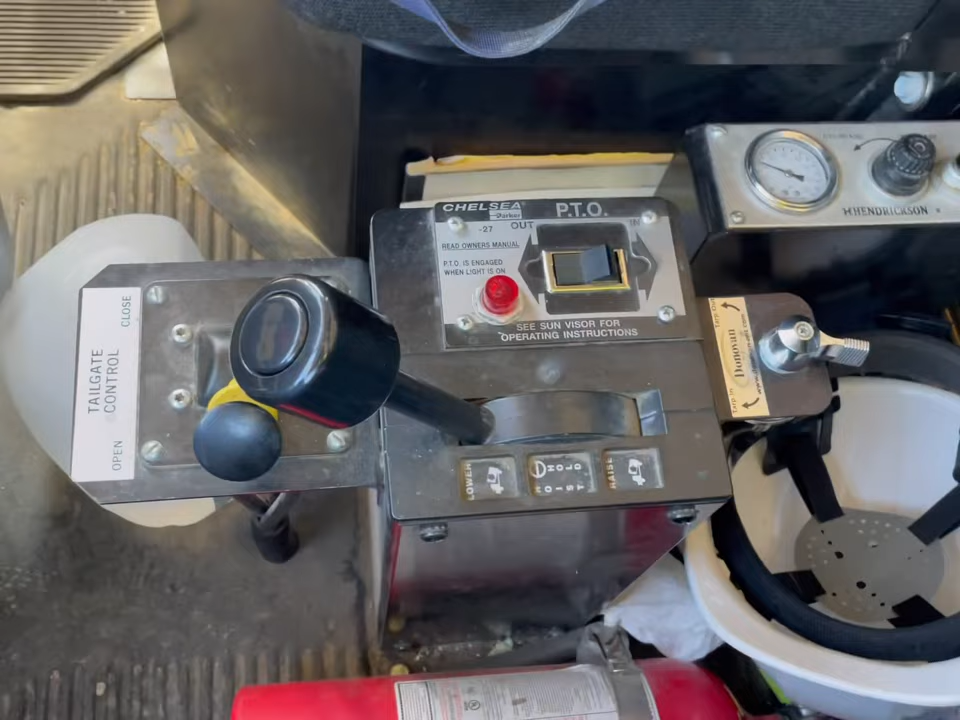 CHELSEA®
Parker
P.T.O.
-27 OUT
READ OWNERS MANUAL
P.T.O. IS ENGAGED
WHEN LIGHT IS ON
SEE SUN VISOR FOR
OPERATING INSTRUCTIONS
HENDRICKSON
CLOSE
TAILGATE
CONTROL
OPEN
Donovan
LOWER
HOLD
HOIST
RAISE